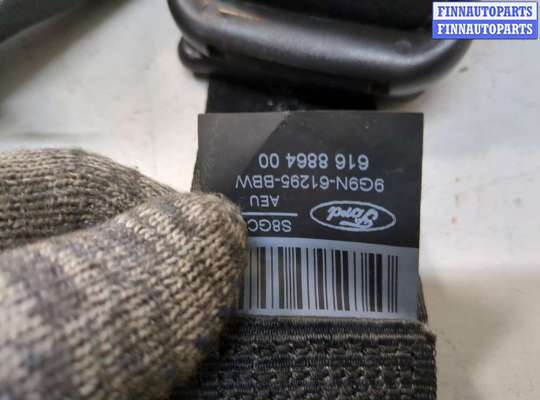 FINNAUTOPARTS
FINNAUTOPARTS
Ford
S8GC
AEU
9G9N-61295-BBW
616 8864 00